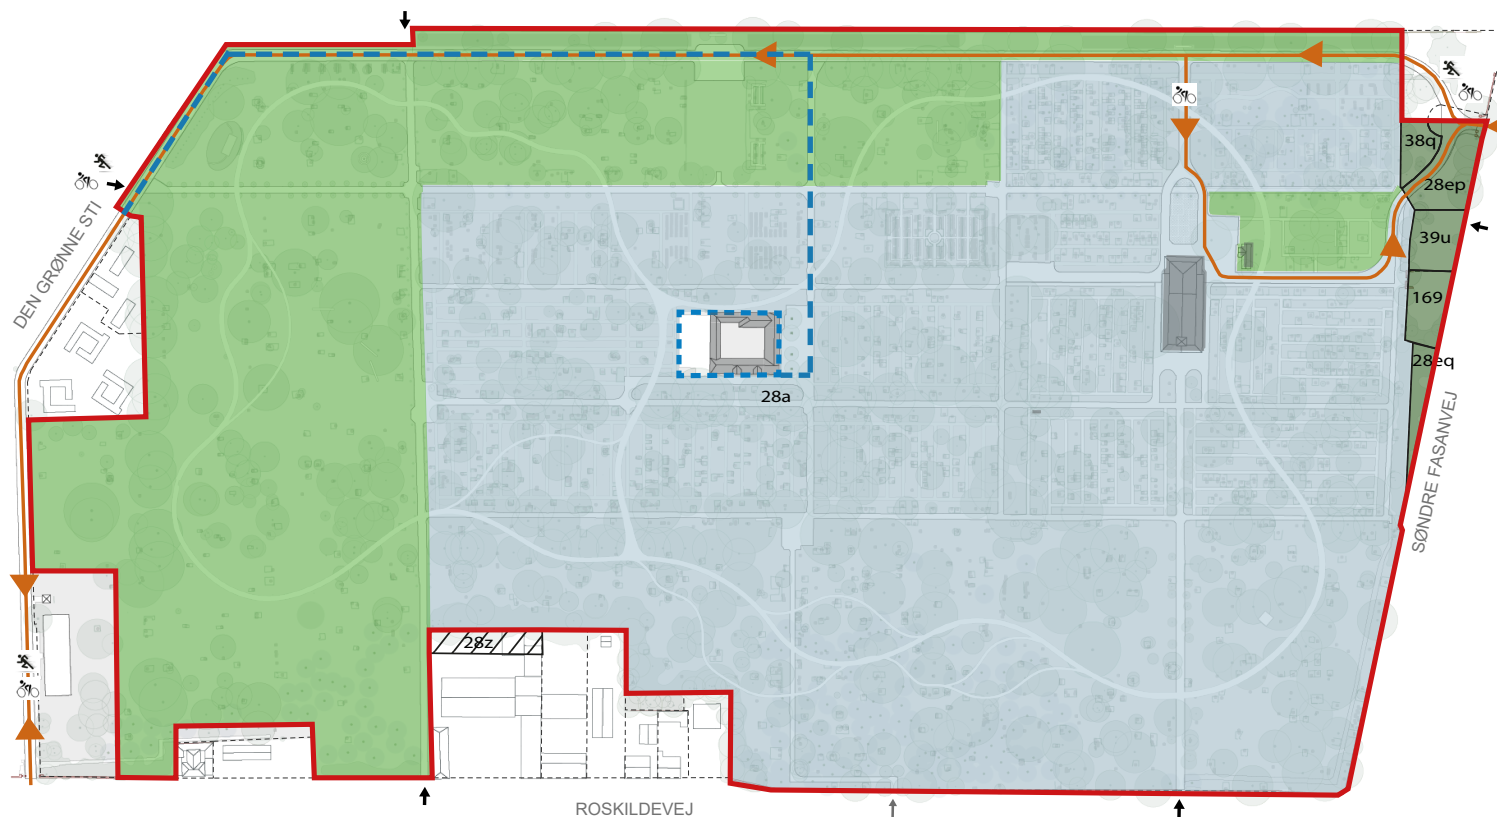 38q
28ep
39u
DEN GRØNNE STI
169
28eq
28a
SØNDRE FASANVEJ
28z
ROSKILDEVEJ